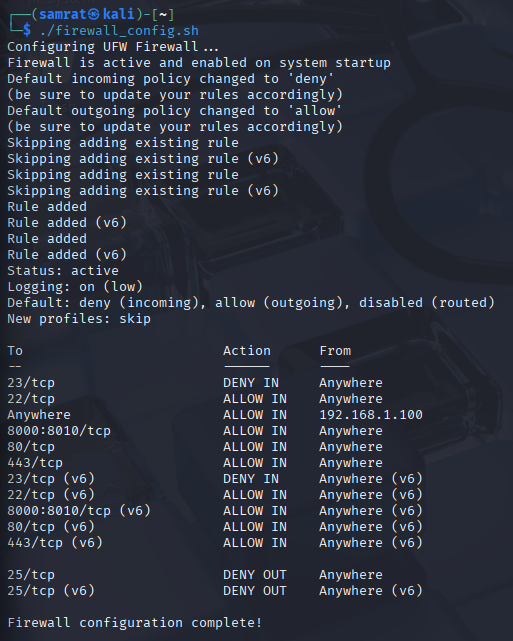 ┌──(samrat㉿kali)-[~]
└─$ ./firewall_config.sh
Configuring UFW Firewall...
Firewall is active and enabled on system startup
Default incoming policy changed to 'deny'
(be sure to update your rules accordingly)
Default outgoing policy changed to 'allow'
(be sure to update your rules accordingly)
Skipping adding existing rule
Skipping adding existing rule (v6)
Skipping adding existing rule
Skipping adding existing rule (v6)
Rule added
Rule added (v6)
Rule added
Rule added (v6)
Status: active
Logging: on (low)
Default: deny (incoming), allow (outgoing), disabled (routed)
New profiles: skip

To                         Action      From
--                         ------      ----
23/tcp                     DENY IN     Anywhere
22/tcp                     ALLOW IN    Anywhere
Anywhere                   ALLOW IN    192.168.1.100
8000:8010/tcp              ALLOW IN    Anywhere
80/tcp                     ALLOW IN    Anywhere
443/tcp                    ALLOW IN    Anywhere
23/tcp (v6)                DENY IN     Anywhere (v6)
22/tcp (v6)                ALLOW IN    Anywhere (v6)
8000:8010/tcp (v6)         ALLOW IN    Anywhere (v6)
80/tcp (v6)                ALLOW IN    Anywhere (v6)
443/tcp (v6)               ALLOW IN    Anywhere (v6)

25/tcp                     DENY OUT    Anywhere
25/tcp (v6)                DENY OUT    Anywhere (v6)

Firewall configuration complete!